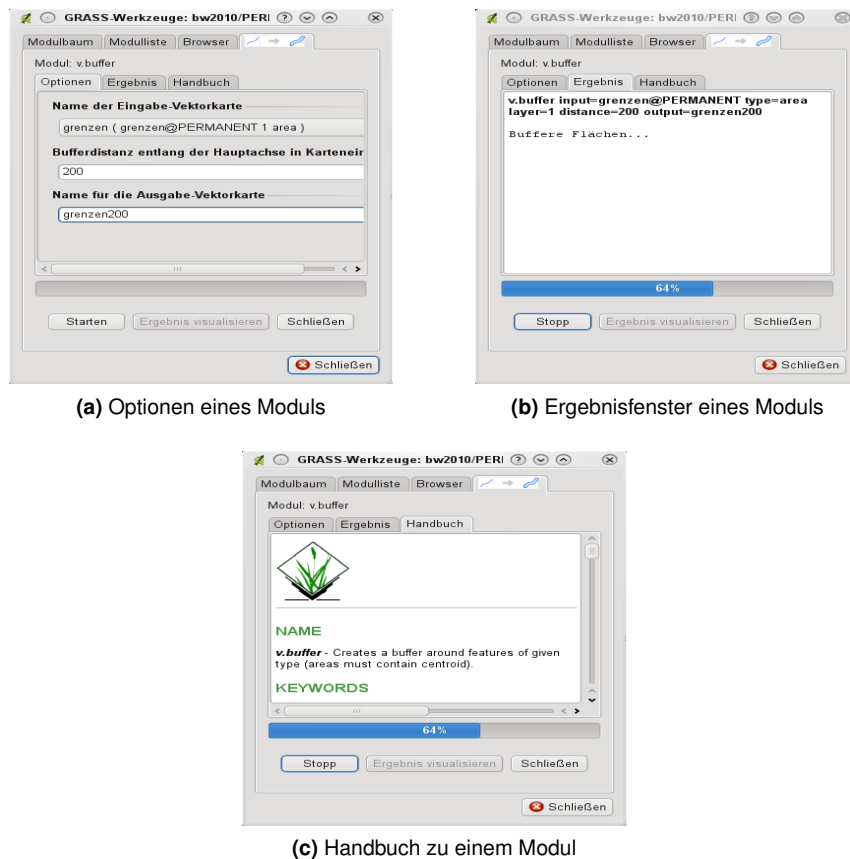 GRASS-Werkzeuge: bw2010/PERI
Modulbaum Modulliste Browser
Modul: v.buffer
Optionen Ergebnis Handbuch
Name der Eingabe-Vektorkarte
grenzen ( grenzen@PERMANENT 1 area )
Bufferdistanz entlang der Hauptachse in Karteneir
200
Name für die Ausgabe-Vektorkarte
grenzen200
Starten Ergebnis visualisieren Schließen
Schließen
(a) Optionen eines Moduls
GRASS-Werkzeuge: bw2010/PERI
Modulbaum Modulliste Browser
Modul: v.buffer
Optionen Ergebnis Handbuch
v.buffer input=grenzen@PERMANENT type=area
layer=1 distance=200 output=grenzen200
Buffere Flächen...
64%
Stopp Ergebnis visualisieren Schließen
Schließen
(b) Ergebnisfenster eines Moduls
GRASS-Werkzeuge: bw2010/PERI
Modulbaum Modulliste Browser
Modul: v.buffer
Optionen Ergebnis Handbuch
NAME
v.buffer - Creates a buffer around features of given
type (areas must contain centroid).
KEYWORDS
64%
Stopp Ergebnis visualisieren Schließen
Schließen
(c) Handbuch zu einem Modul